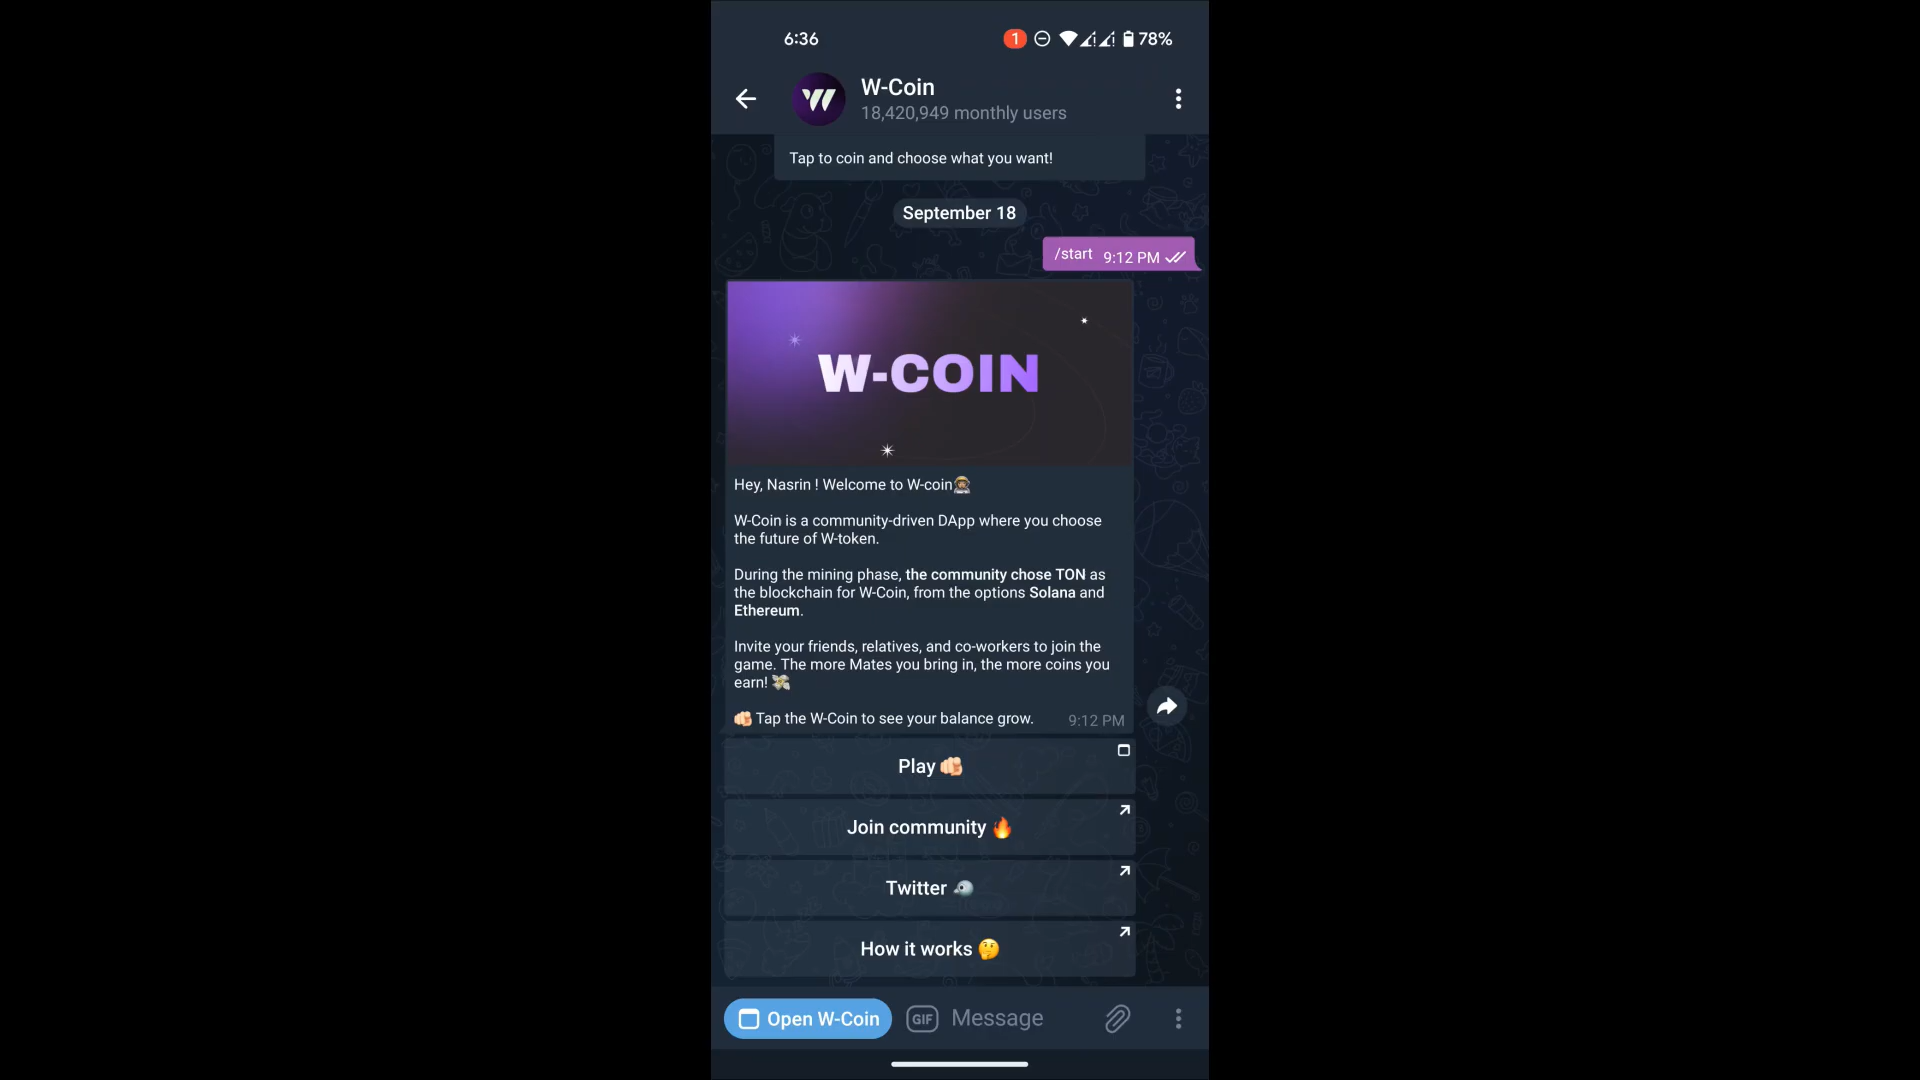 6:36
1
78%
W-Coin
18,420,949 monthly users
Tap to coin and choose what you want!
September 18
/start 9:12 PM
W-COIN
Hey, Nasrin ! Welcome to W-coin👩🏽‍🚀
W-Coin is a community-driven DApp where you choose
the future of W-token.
During the mining phase, the community chose TON as
the blockchain for W-Coin, from the options Solana and
Ethereum.
Invite your friends, relatives, and co-workers to join the
game. The more Mates you bring in, the more coins you
earn! 💸
🫵🏻 Tap the W-Coin to see your balance grow. 9:12 PM
Play 🫵🏻
Join community 🔥
Twitter 🐦
How it works 🤔
Open W-Coin
GIF
Message